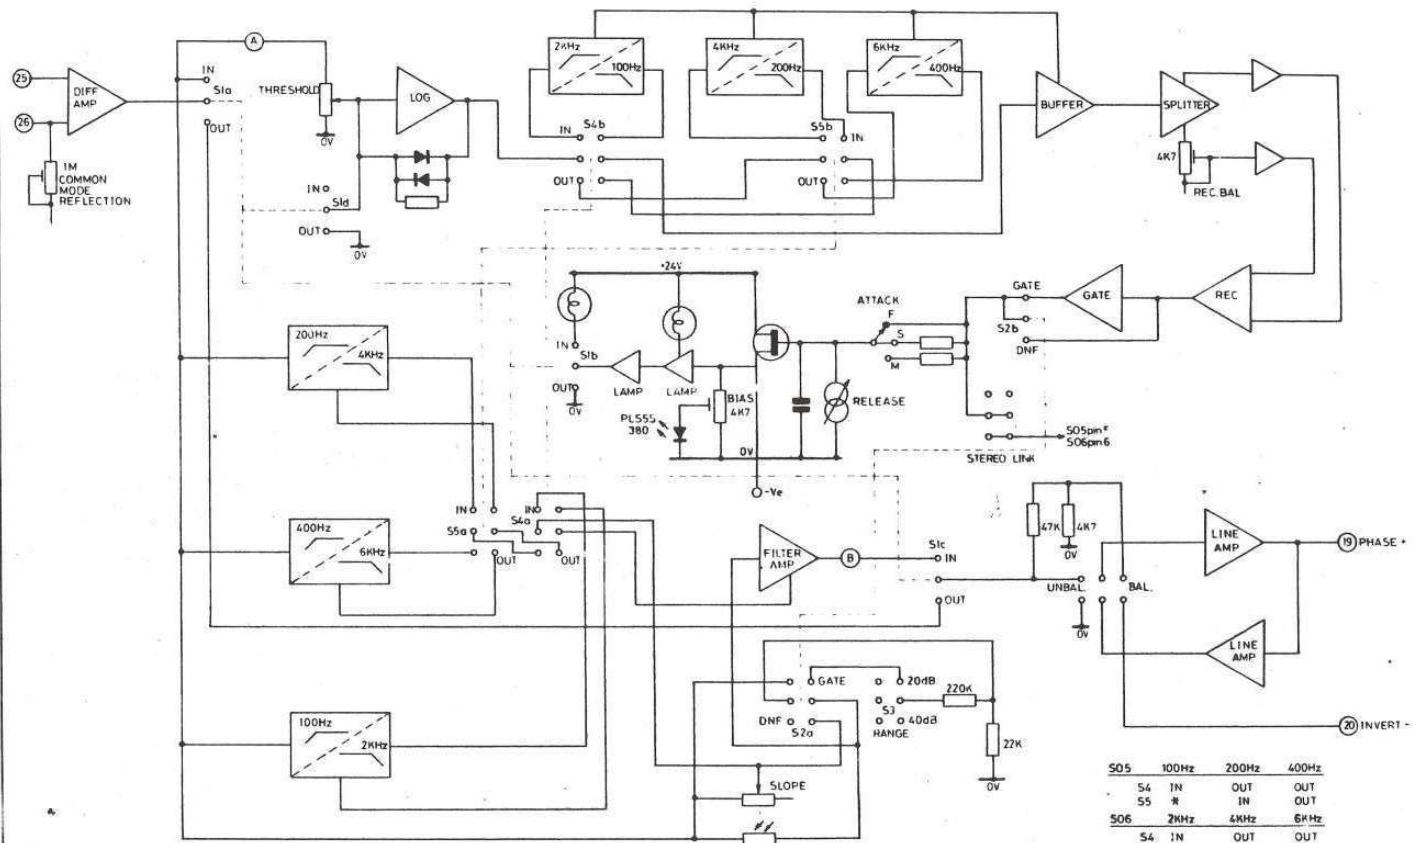 A
25
26
DIFF
AMP
IN
S1a
OUT
THRESHOLD
0V
LOG
1M
COMMON
MODE
REFLECTION
IN
S1d
OUT
0V
2KHz
100Hz
4KHz
200Hz
6KHz
400Hz
IN
S4b
OUT
S5b
IN
OUT
BUFFER
SPLITTER
4K7
REC.BAL
+24V
IN
S1b
OUT
0V
LAMP
LAMP
BIAS
4K7
PL55S
380
0V
-Ve
ATTACK
F
S
M
RELEASE
GATE
S2b
DNF
GATE
REC
SO5pin*
SO6pin6
STEREO LINK
200Hz
4KHz
400Hz
6KHz
100Hz
2KHz
IN
S5a
OUT
IN
S4a
OUT
FILTER
AMP
B
S1c
IN
OUT
47K
4K7
0V
UNBAL.
BAL.
0V
LINE
AMP
LINE
AMP
19 PHASE +
20 INVERT -
GATE
DNF
S2a
20dB
S3
40dB
RANGE
220K
22K
0V
SLOPE
SO5 100Hz 200Hz 400Hz
S4 IN OUT OUT
S5 * IN OUT
SO6 2KHz 4KHz 6KHz
S4 IN OUT OUT